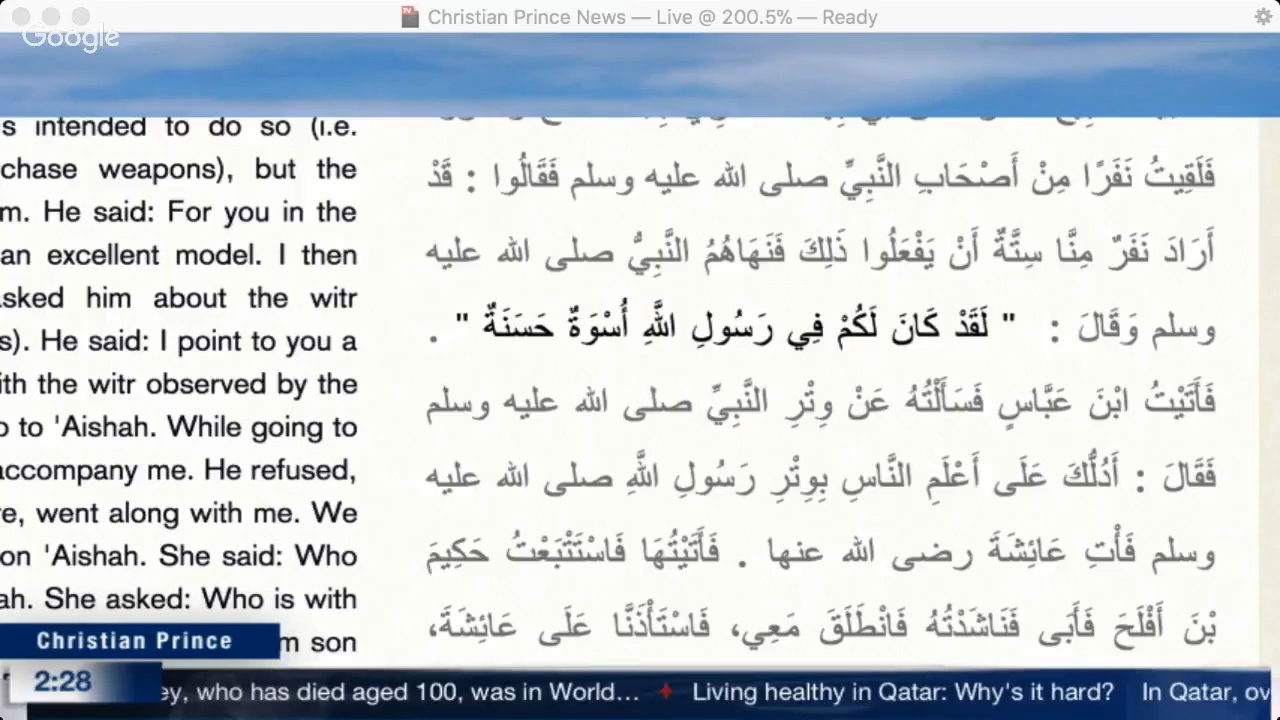 Christian Prince News — Live @ 200.5% — Ready
Google
s intended to do so (i.e.
chase weapons), but the
m. He said: For you in the
an excellent model. I then
asked him about the witr
s). He said: I point to you a
ith the witr observed by the
o to 'Aishah. While going to
accompany me. He refused,
re, went along with me. We
on 'Aishah. She said: Who
ah. She asked: Who is with
m son
فَلَقِيتُ نَفَرًا مِنْ أَصْحَابِ النَّبِيِّ صلى الله عليه وسلم فَقَالُوا : قَدْ
أَرَادَ نَفَرٌ مِنَّا سِتَّةٌ أَنْ يَفْعَلُوا ذَلِكَ فَنَهَاهُمُ النَّبِيُّ صلى الله عليه
وسلم وَقَالَ : " لَقَدْ كَانَ لَكُمْ فِي رَسُولِ اللَّهِ أُسْوَةٌ حَسَنَةٌ " .
فَأَتَيْتُ ابْنَ عَبَّاسٍ فَسَأَلْتُهُ عَنْ وِتْرِ النَّبِيِّ صلى الله عليه وسلم
فَقَالَ : أَدُلُّكَ عَلَى أَعْلَمِ النَّاسِ بِوِتْرِ رَسُولِ اللَّهِ صلى الله عليه
وسلم فَأْتِ عَائِشَةَ رضى الله عنها . فَأَتَيْتُهَا فَاسْتَتْبَعْتُ حَكِيمَ
بْنَ أَفْلَحَ فَأَبَى فَنَاشَدْتُهُ فَانْطَلَقَ مَعِي، فَاسْتَأْذَنَّا عَلَى عَائِشَةَ،
Christian Prince
2:28
ey, who has died aged 100, was in World... Living healthy in Qatar: Why's it hard? In Qatar, ov